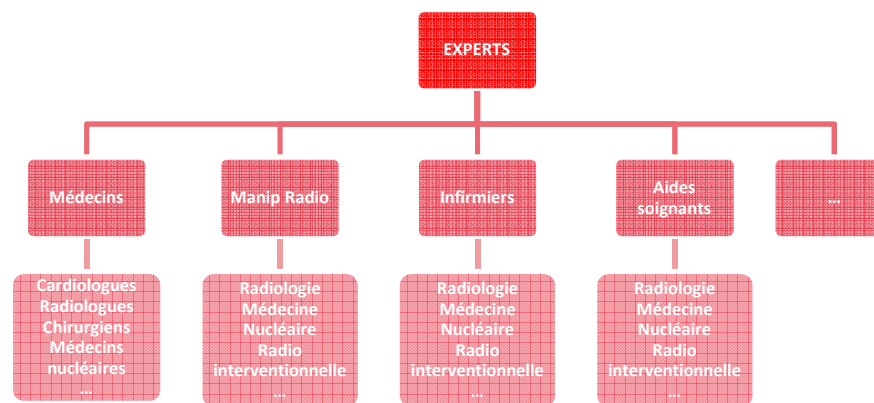 EXPERTS
Médecins
Manip Radio
Infirmiers
Aides
soignants
...
Cardiologues
Radiologues
Chirurgiens
Médecins
nucléaires
...
Radiologie
Médecine
Nucléaire
Radio
interventionnelle
...
Radiologie
Médecine
Nucléaire
Radio
interventionnelle
...
Radiologie
Médecine
Nucléaire
Radio
interventionnelle
...